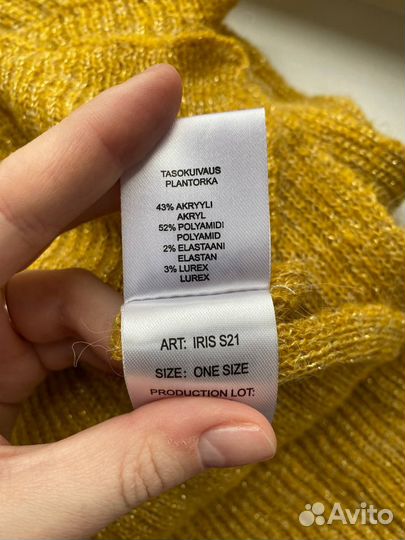 TASOKUIVAUS
PLANTORKA
43% AKRYYLI
AKRYL
52% POLYAMIDI
POLYAMID
2% ELASTAANI
ELASTAN
3% LUREX
LUREX
ART: IRIS S21
SIZE: ONE SIZE
PRODUCTION LOT:
Avito